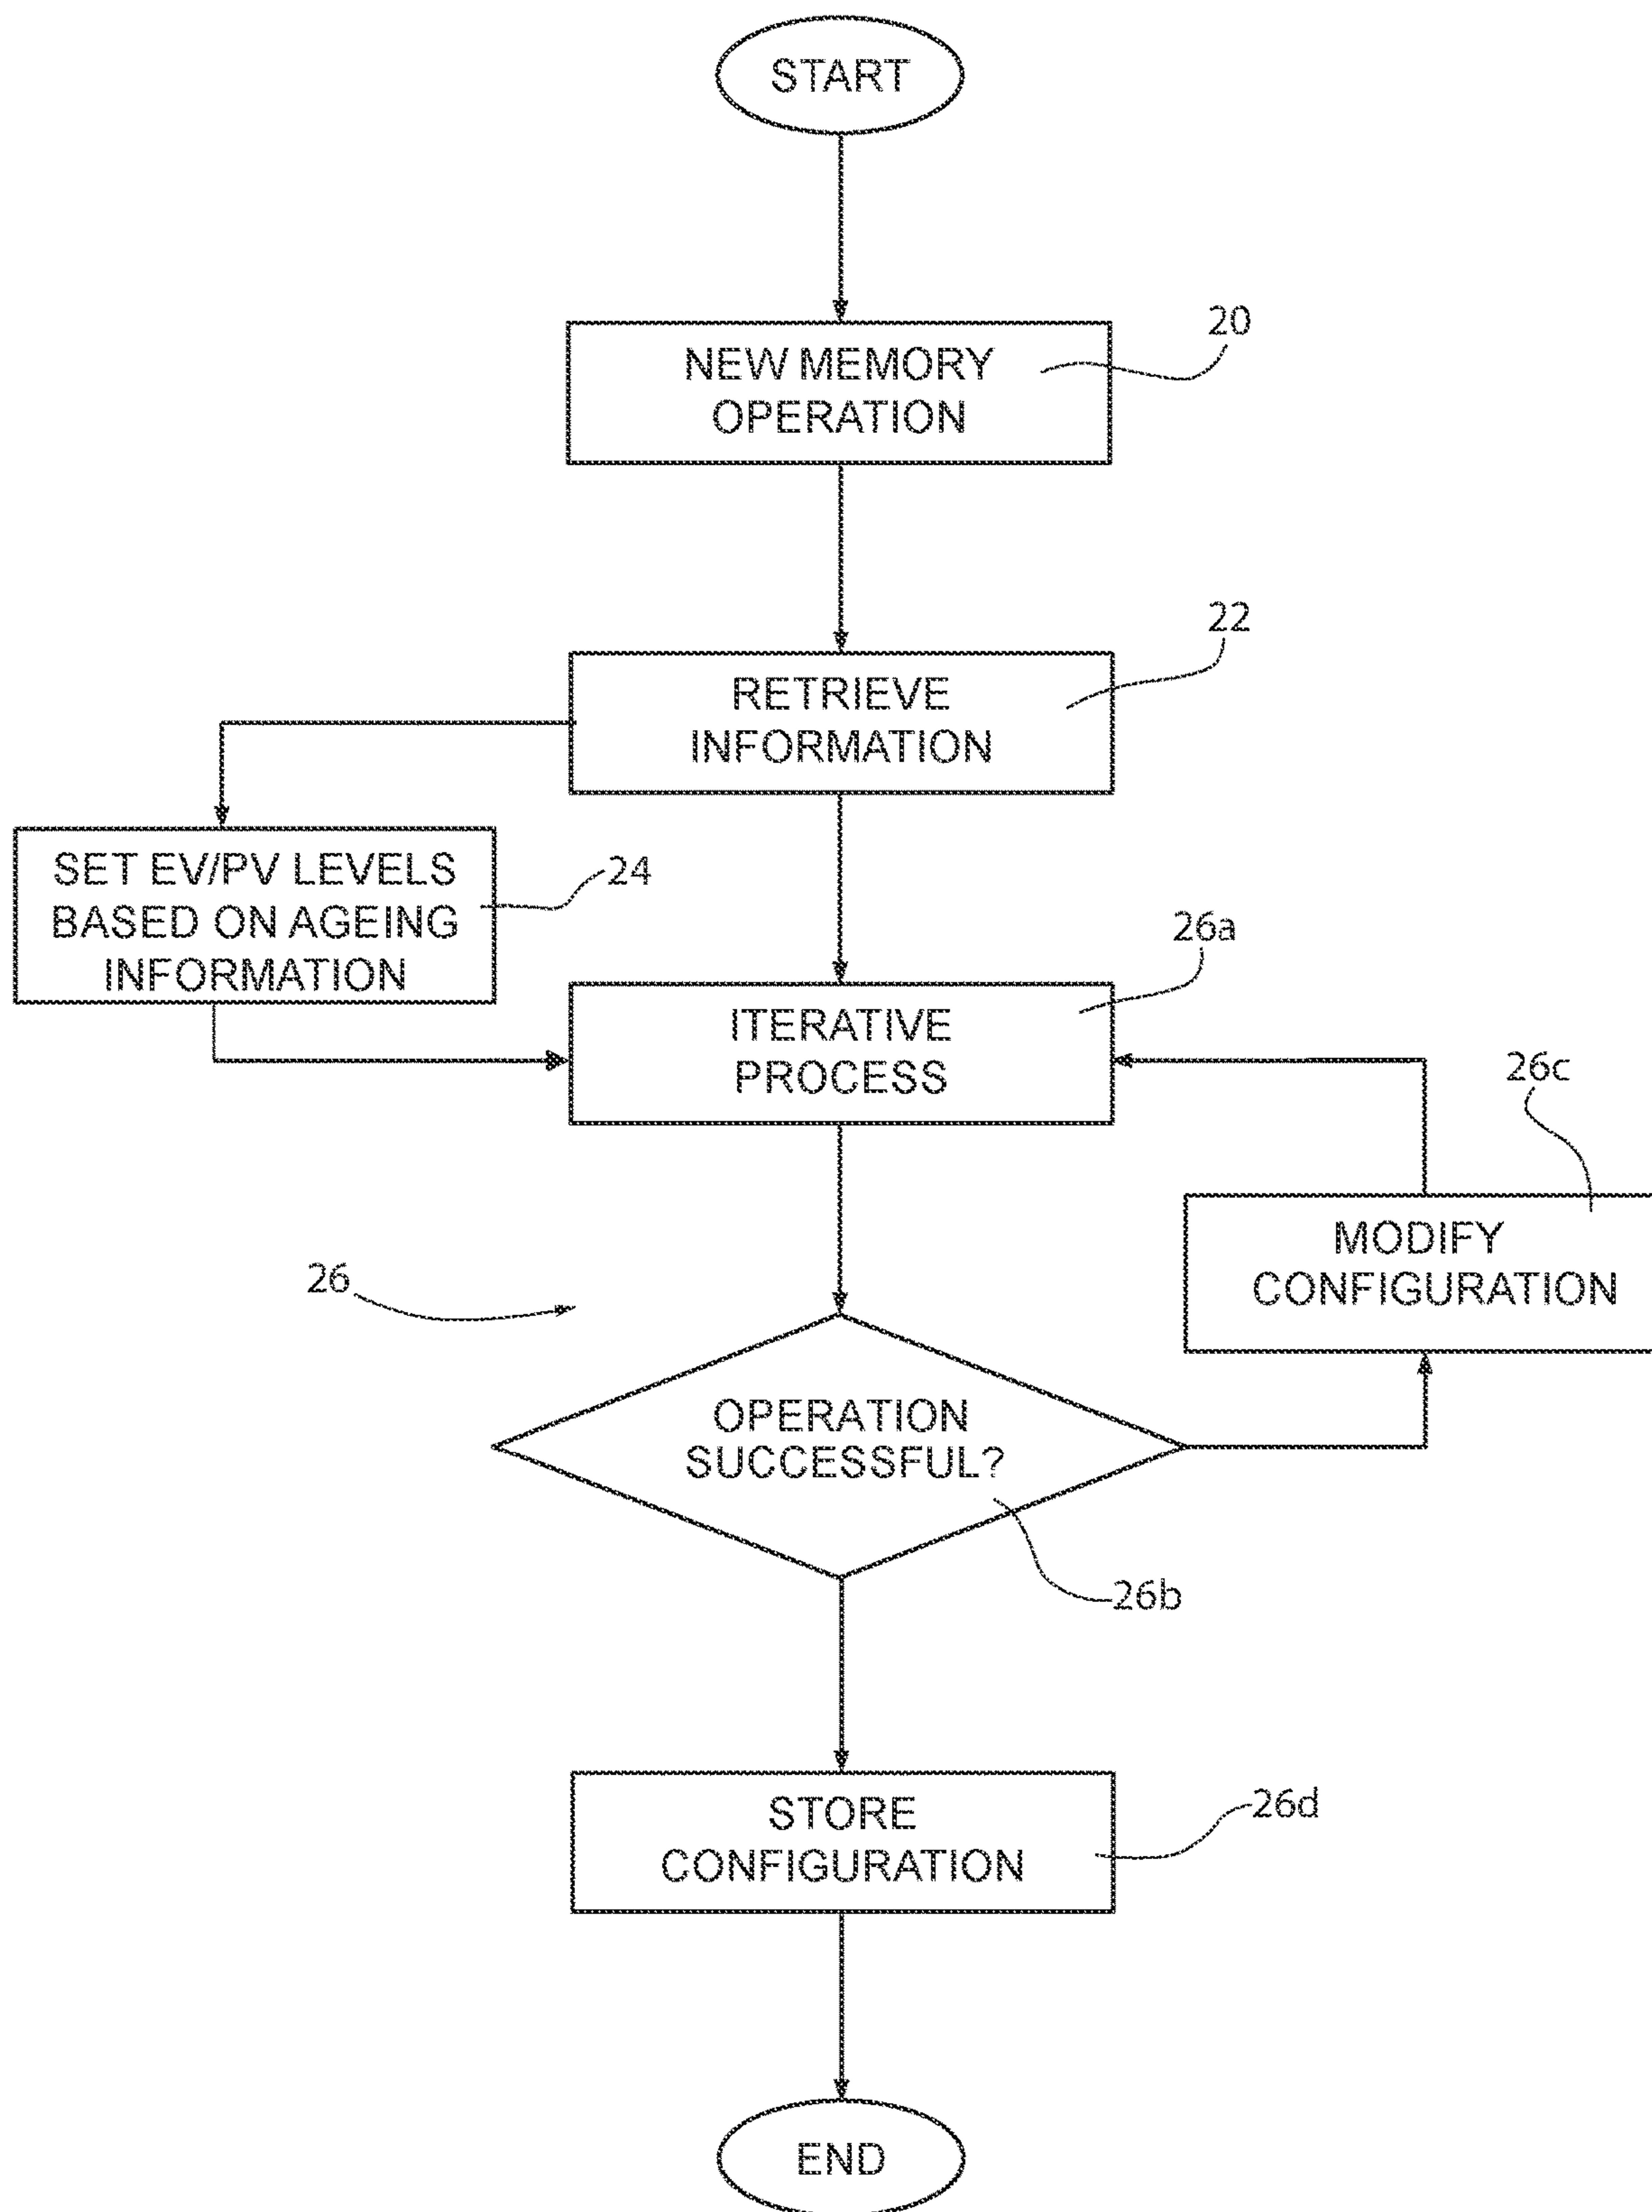 START
20
NEW MEMORY
OPERATION
22
RETRIEVE
INFORMATION
SET EV/PV LEVELS
BASED ON AGEING
INFORMATION
24
26a
ITERATIVE
PROCESS
26c
MODIFY
CONFIGURATION
26
OPERATION
SUCCESSFUL?
26b
STORE
CONFIGURATION
26d
END